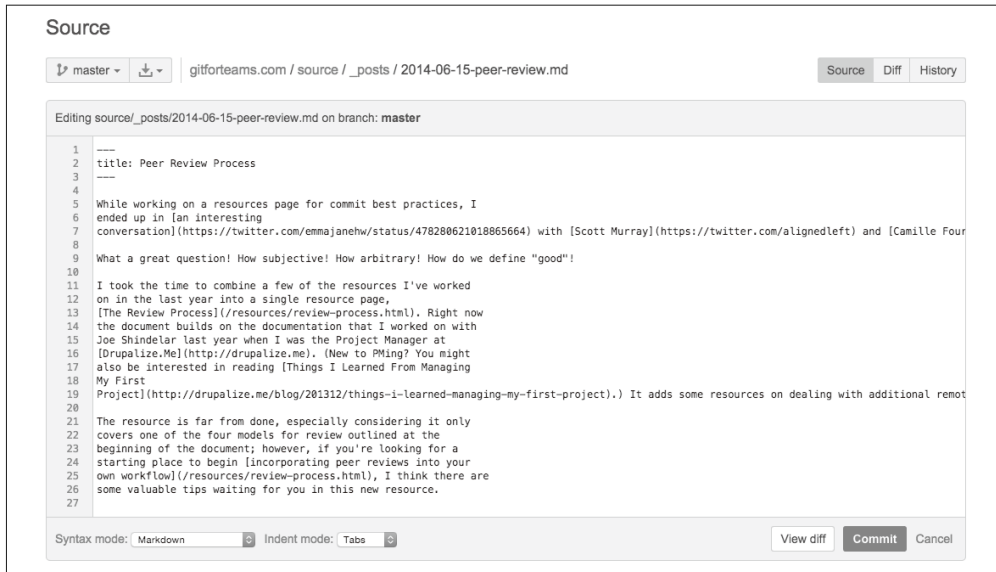 Source
master
gitforteams.com / source / _posts / 2014-06-15-peer-review.md
Source Diff History
Editing source/_posts/2014-06-15-peer-review.md on branch: master
1 ---
2 title: Peer Review Process
3 ---
4
5 While working on a resources page for commit best practices, I
6 ended up in [an interesting
7 conversation](https://twitter.com/emmajanehw/status/478280621018865664) with [Scott Murray](https://twitter.com/alignedleft) and [Camille Four
8
9 What a great question! How subjective! How arbitrary! How do we define "good"!
10
11 I took the time to combine a few of the resources I've worked
12 on in the last year into a single resource page,
13 [The Review Process](/resources/review-process.html). Right now
14 the document builds on the documentation that I worked on with
15 Joe Shindelar last year when I was the Project Manager at
16 [Drupalize.Me](http://drupalize.me). (New to PMing? You might
17 also be interested in reading [Things I Learned From Managing
18 My First
19 Project](http://drupalize.me/blog/201312/things-i-learned-managing-my-first-project).) It adds some resources on dealing with additional remot
20
21 The resource is far from done, especially considering it only
22 covers one of the four models for review outlined at the
23 beginning of the document; however, if you're looking for a
24 starting place to begin [incorporating peer reviews into your
25 own workflow](/resources/review-process.html), I think there are
26 some valuable tips waiting for you in this new resource.
27
Syntax mode: Markdown Indent mode: Tabs View diff Commit Cancel